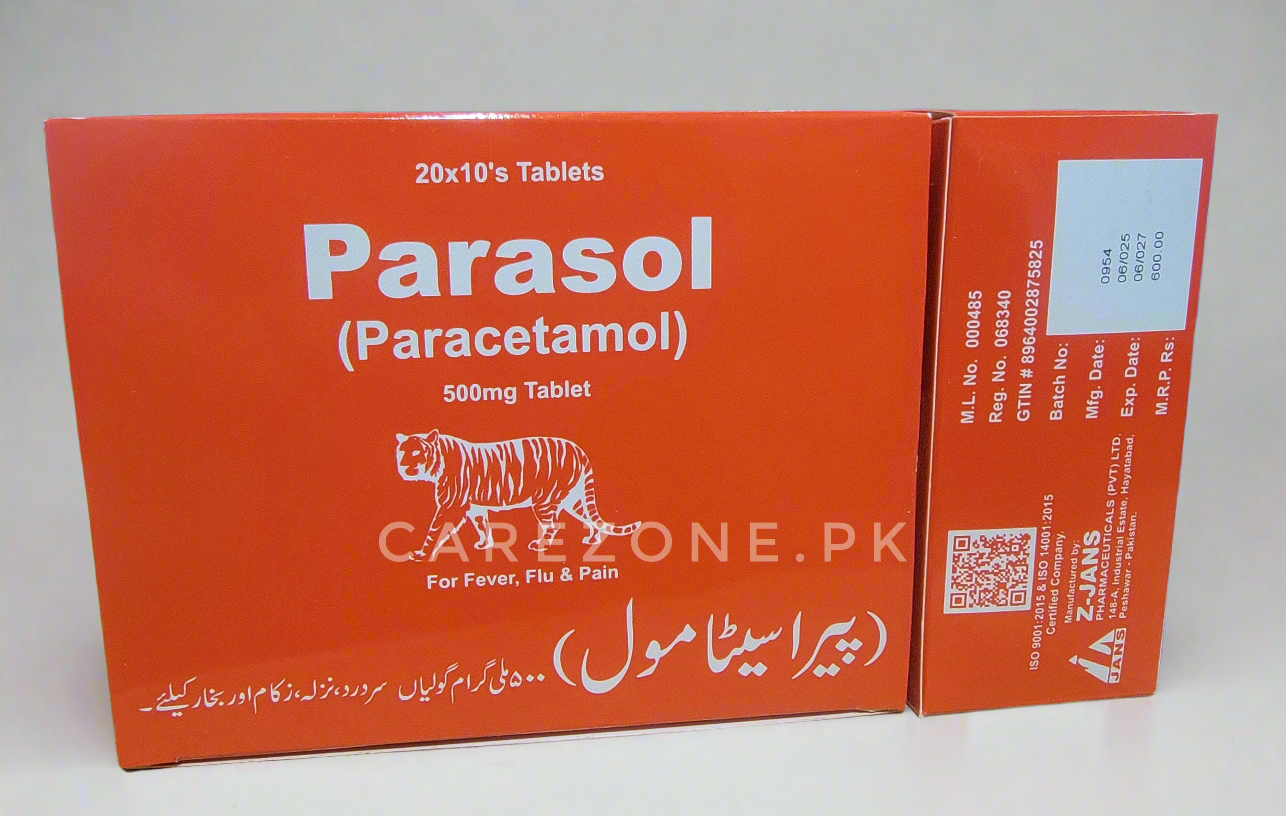 20x10's Tablets
Parasol
(Paracetamol)
500mg Tablet
CAREZONE.PK
For Fever, Flu & Pain
(پیراسیٹامول)
۵۰۰ ملی گرام گولیاں سر درد، نزلہ، زکام اور بخار کیلئے۔
M.L. No. 000485
Reg. No. 068340
GTIN # 8964002875825
Batch No: 0954
Mfg. Date: 06/025
Exp. Date: 06/027
M.R.P. Rs: 600.00
ISO 9001:2015 & ISO 14001:2015
Certified Company.
Manufactured by:
Z-JANS
PHARMACEUTICALS (PVT) LTD.
148-A, Industrial Estate, Hayatabad,
Peshawar - Pakistan.
JANS